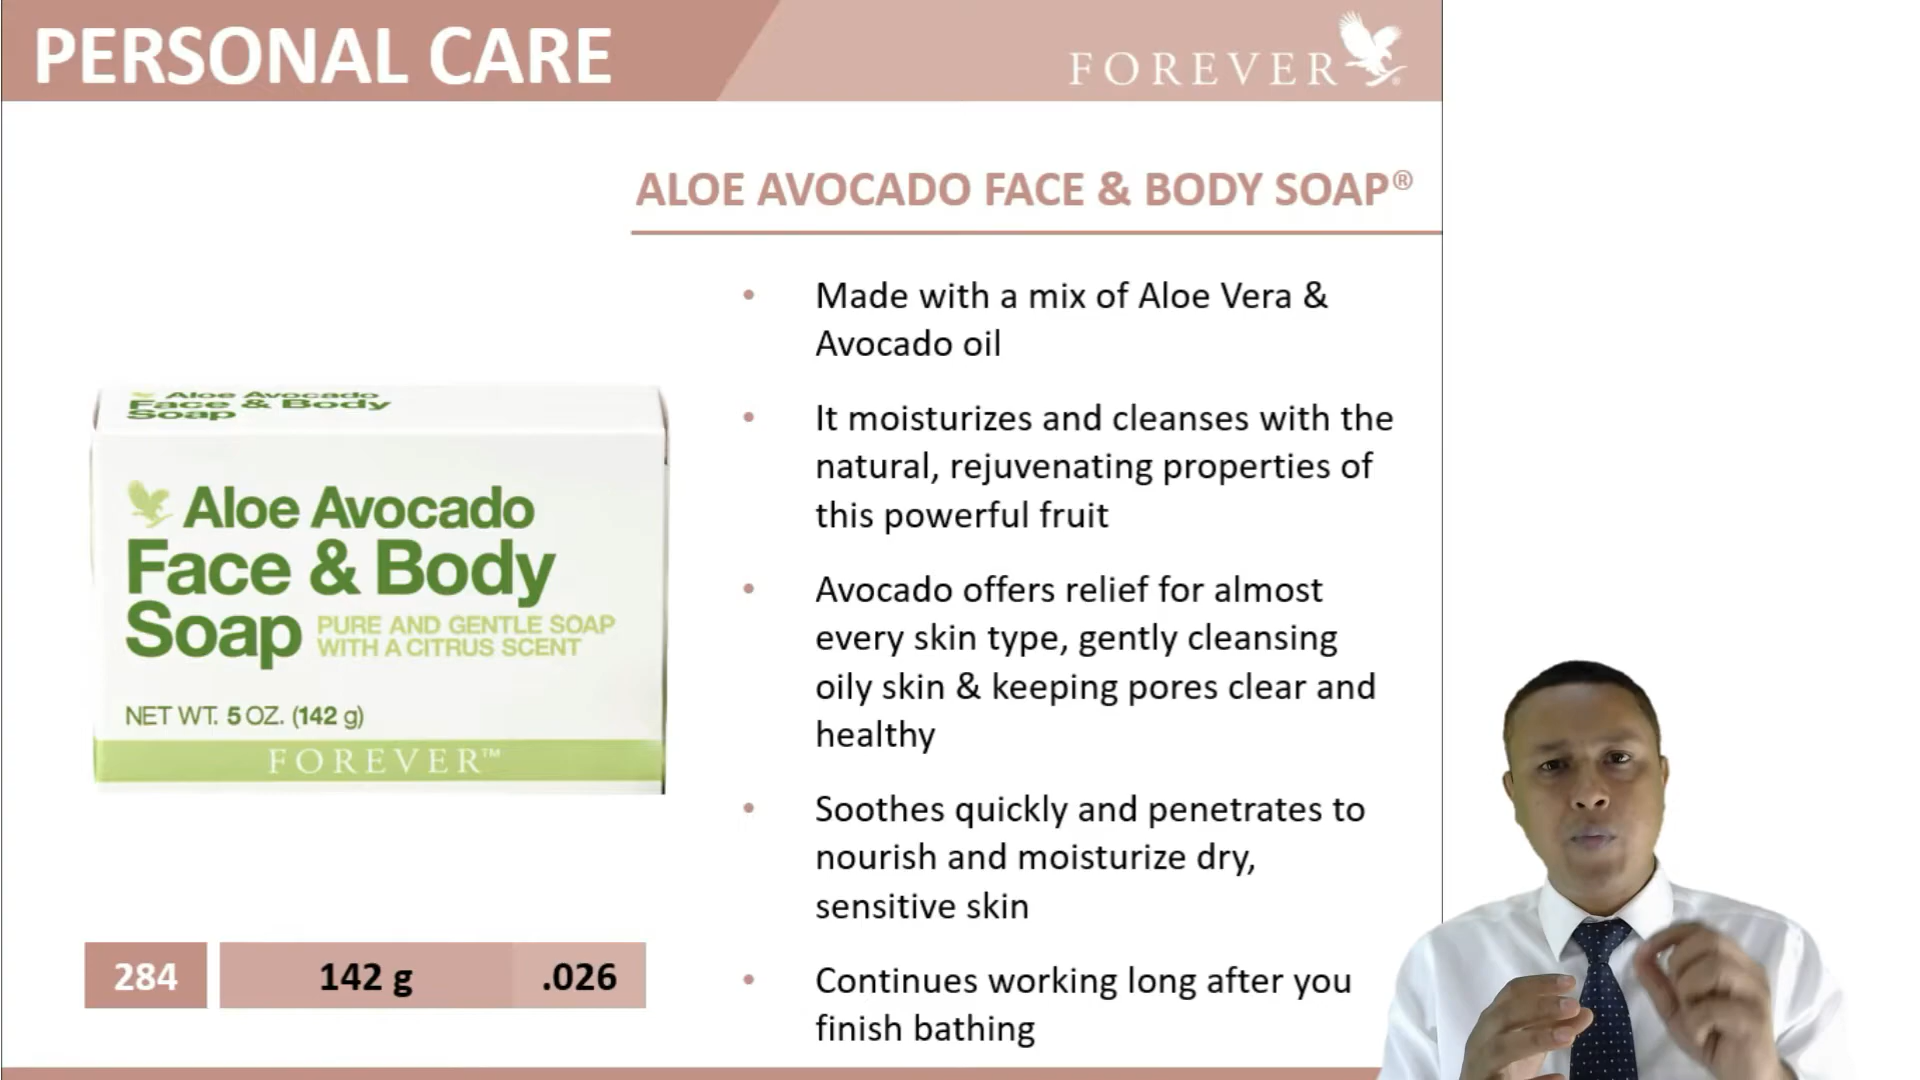 PERSONAL CARE
FOREVER
ALOE AVOCADO FACE & BODY SOAP®
• Made with a mix of Aloe Vera &
Avocado oil
• It moisturizes and cleanses with the
natural, rejuvenating properties of
this powerful fruit
• Avocado offers relief for almost
every skin type, gently cleansing
oily skin & keeping pores clear and
healthy
• Soothes quickly and penetrates to
nourish and moisturize dry,
sensitive skin
• Continues working long after you
finish bathing
Aloe Avocado
Face & Body
Soap
Aloe Avocado
Face & Body
Soap PURE AND GENTLE SOAP
WITH A CITRUS SCENT
NET WT. 5 OZ. (142 g)
FOREVER™
284 142 g .026